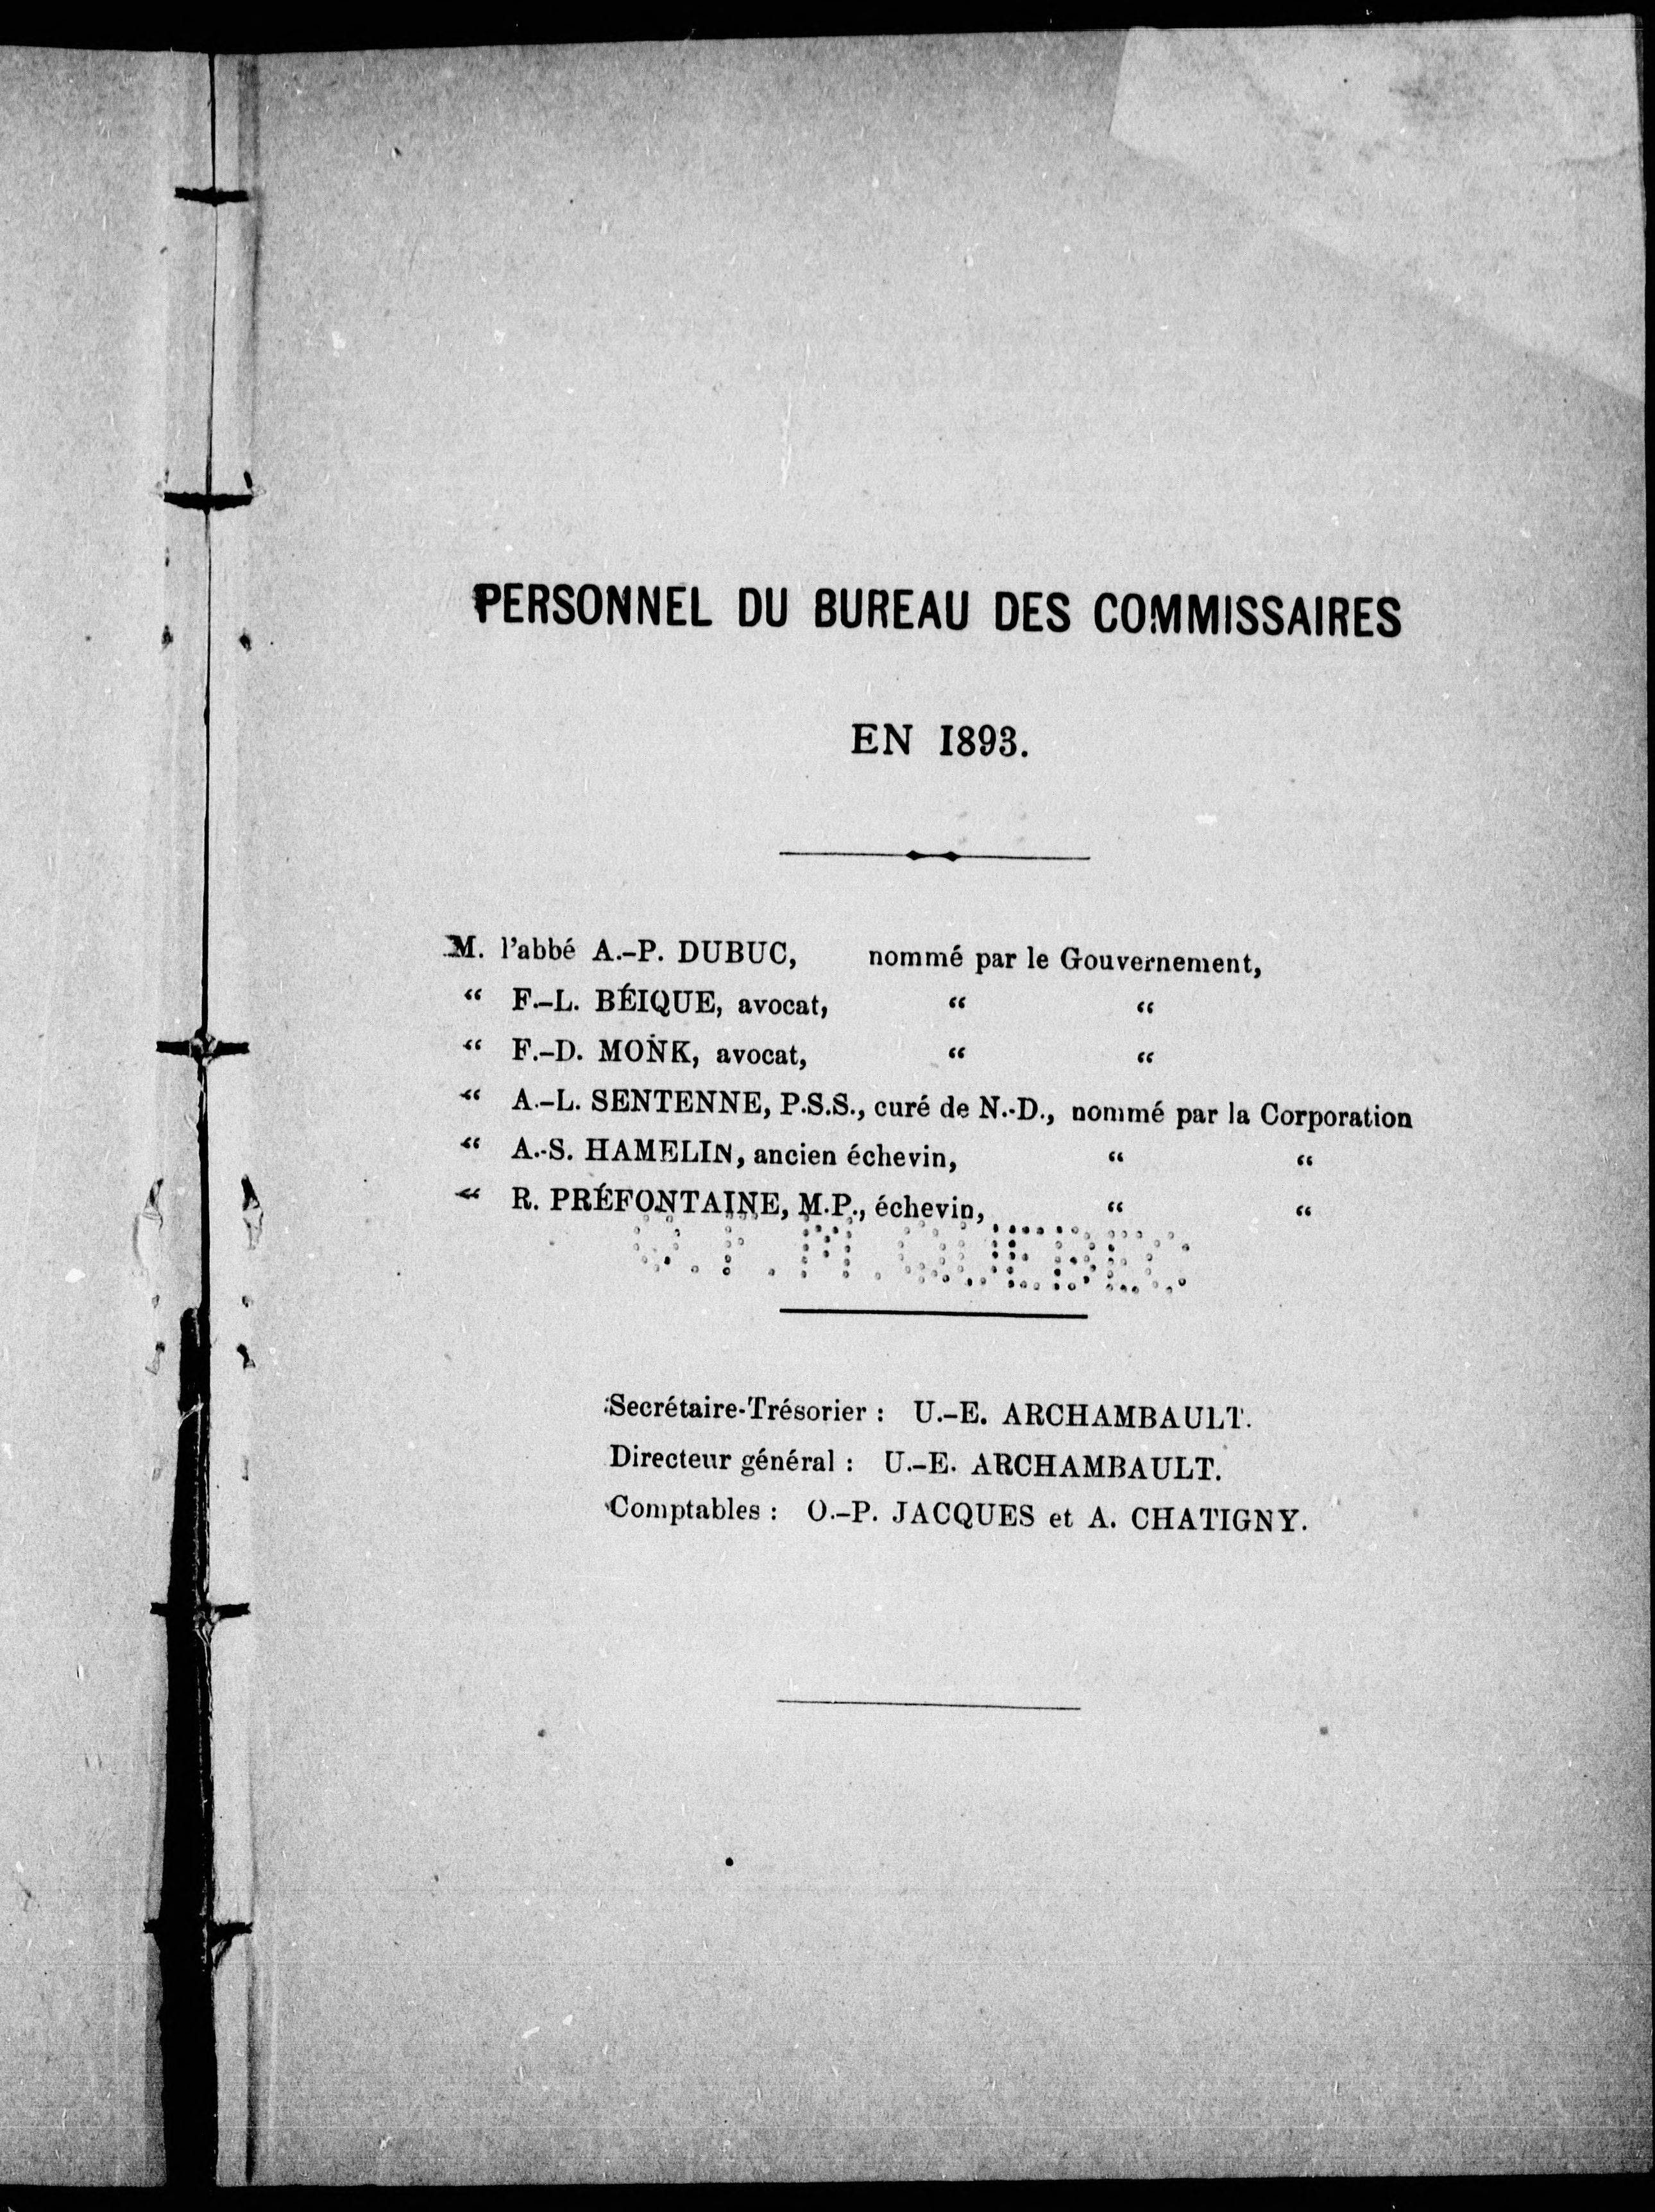 PERSONNEL DU BUREAU DES COMMISSAIRES
EN 1893.
M. l'abbé A.-P. DUBUC, nommé par le Gouvernement,
“ F.-L. BÉIQUE, avocat, “ “
“ F.-D. MONK, avocat, “ “
“ A.-L. SENTENNE, P.S.S., curé de N.-D., nommé par la Corporation
“ A.-S. HAMELIN, ancien échevin, “ “
“ R. PRÉFONTAINE, M.P., échevin, “ “
QUEBEC
Secrétaire-Trésorier : U.-E. ARCHAMBAULT.
Directeur général : U.-E. ARCHAMBAULT.
Comptables : O.-P. JACQUES et A. CHATIGNY.